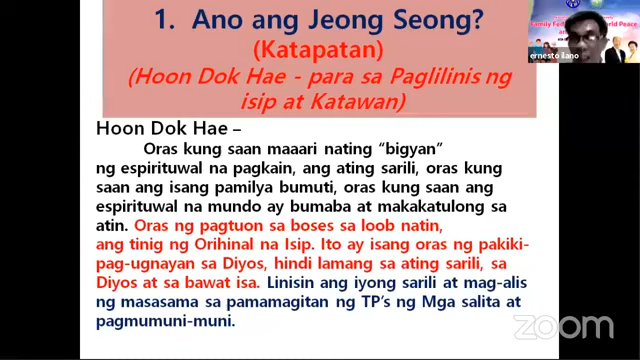 1. Ano ang Jeong Seong?
(Katapatan)
(Hoon Dok Hae - para sa Paglilinis ng
isip at Katawan)
Hoon Dok Hae –
Oras kung saan maaari nating “bigyan”
ng espirituwal na pagkain, ang ating sarili, oras kung
saan ang isang pamilya bumuti, oras kung saan ang
espirituwal na mundo ay bumaba at makakatulong sa
atin. Oras ng pagtuon sa boses sa loob natin,
ang tinig ng Orihinal na Isip. Ito ay isang oras ng pakiki-
pag-ugnayan sa Diyos, hindi lamang sa ating sarili, sa
Diyos at sa bawat isa. Linisin ang iyong sarili at mag-alis
ng masasama sa pamamagitan ng TP's ng Mga salita at
pagmumuni-muni.
ernesto ilano
zoom